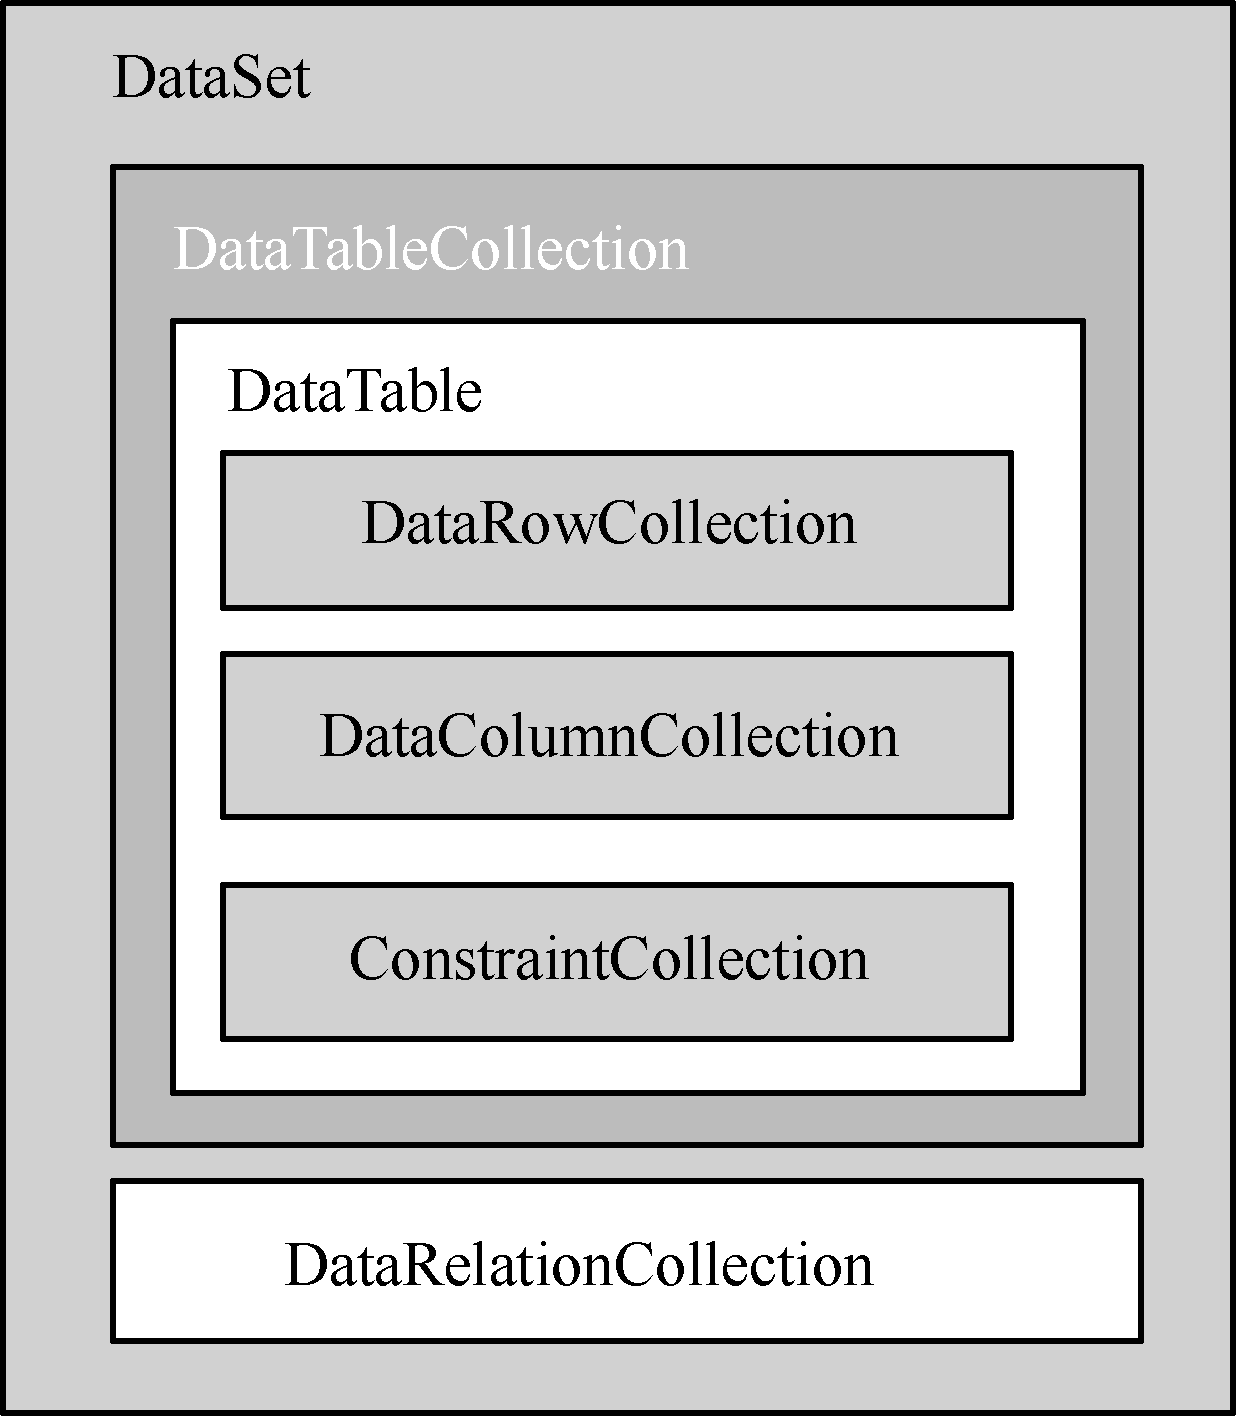 DataSet
DataTableCollection
DataTable
DataRowCollection
DataColumnCollection
ConstraintCollection
DataRelationCollection